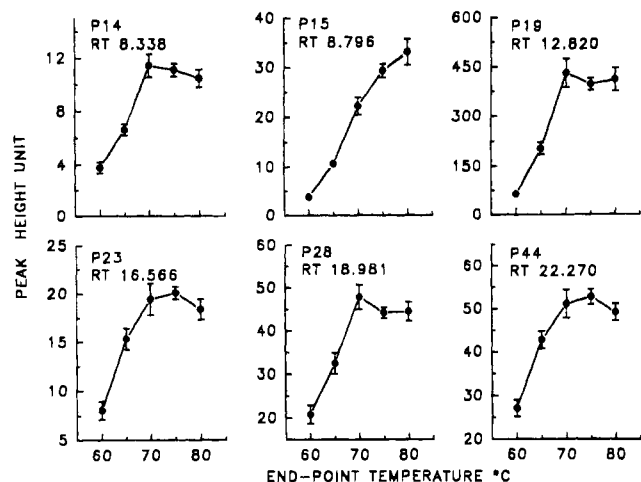 P14
RT 8.338
12
8
4
0
P15
RT 8.796
40
30
20
10
0
P19
RT 12.820
600
450
300
150
0
PEAK HEIGHT UNIT
P23
RT 16.566
25
20
15
10
5
60 70 80
P28
RT 18.981
60
50
40
30
20
60 70 80
P44
RT 22.270
60
50
40
30
20
60 70 80
END-POINT TEMPERATURE °C